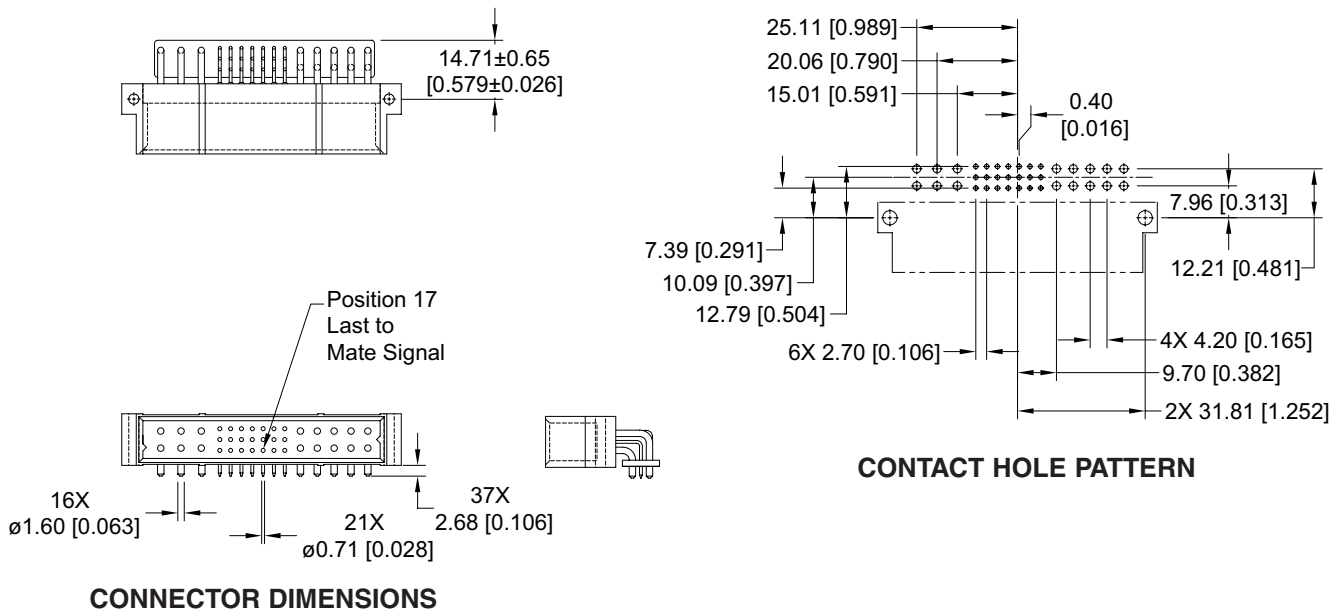 14.71±0.65
[0.579±0.026]
25.11 [0.989]
20.06 [0.790]
15.01 [0.591]
0.40
[0.016]
7.96 [0.313]
7.39 [0.291]
10.09 [0.397]
12.79 [0.504]
12.21 [0.481]
6X 2.70 [0.106]
4X 4.20 [0.165]
9.70 [0.382]
2X 31.81 [1.252]
CONTACT HOLE PATTERN
Position 17
Last to
Mate Signal
16X
ø1.60 [0.063]
21X
ø0.71 [0.028]
37X
2.68 [0.106]
CONNECTOR DIMENSIONS